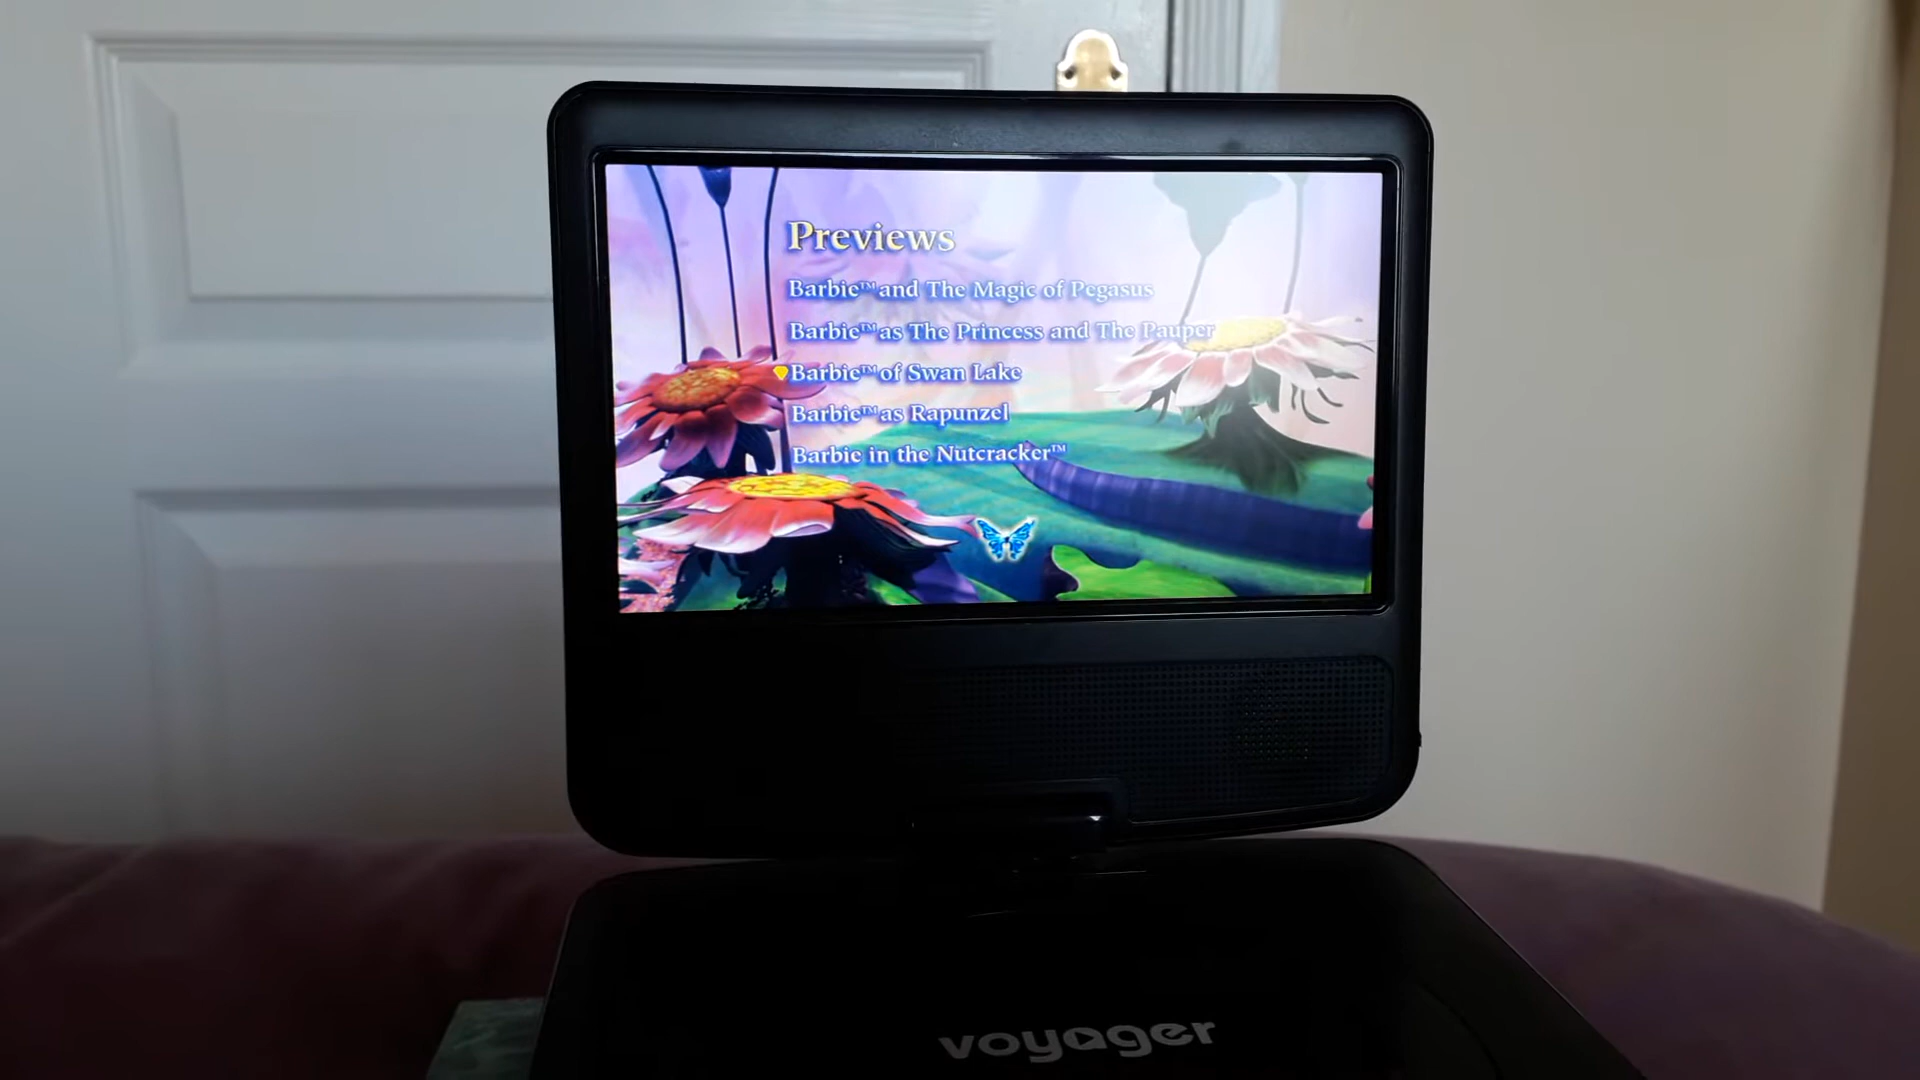 Previews
Barbie™ and The Magic of Pegasus
Barbie™ as The Princess and The Pauper
Barbie™ of Swan Lake
Barbie™ as Rapunzel
Barbie in the Nutcracker™
voyager